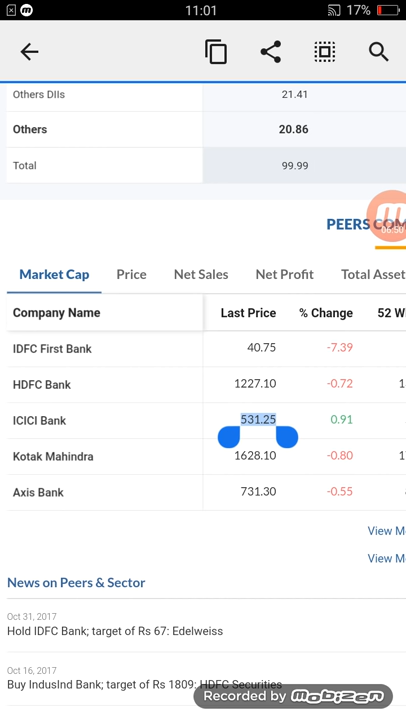 11:01
17%
Others DIIs 21.41
Others 20.86
Total 99.99
PEERS COM
06:50
Market Cap Price Net Sales Net Profit Total Asset
Company Name Last Price % Change 52 W
IDFC First Bank 40.75 -7.39
HDFC Bank 1227.10 -0.72 1
ICICI Bank 531.25 0.91
Kotak Mahindra 1628.10 -0.80 1
Axis Bank 731.30 -0.55
View M
View M
News on Peers & Sector
Oct 31, 2017
Hold IDFC Bank; target of Rs 67: Edelweiss
Oct 16, 2017
Buy IndusInd Bank; target of Rs 1809: HDFC Securities
Recorded by mobizen